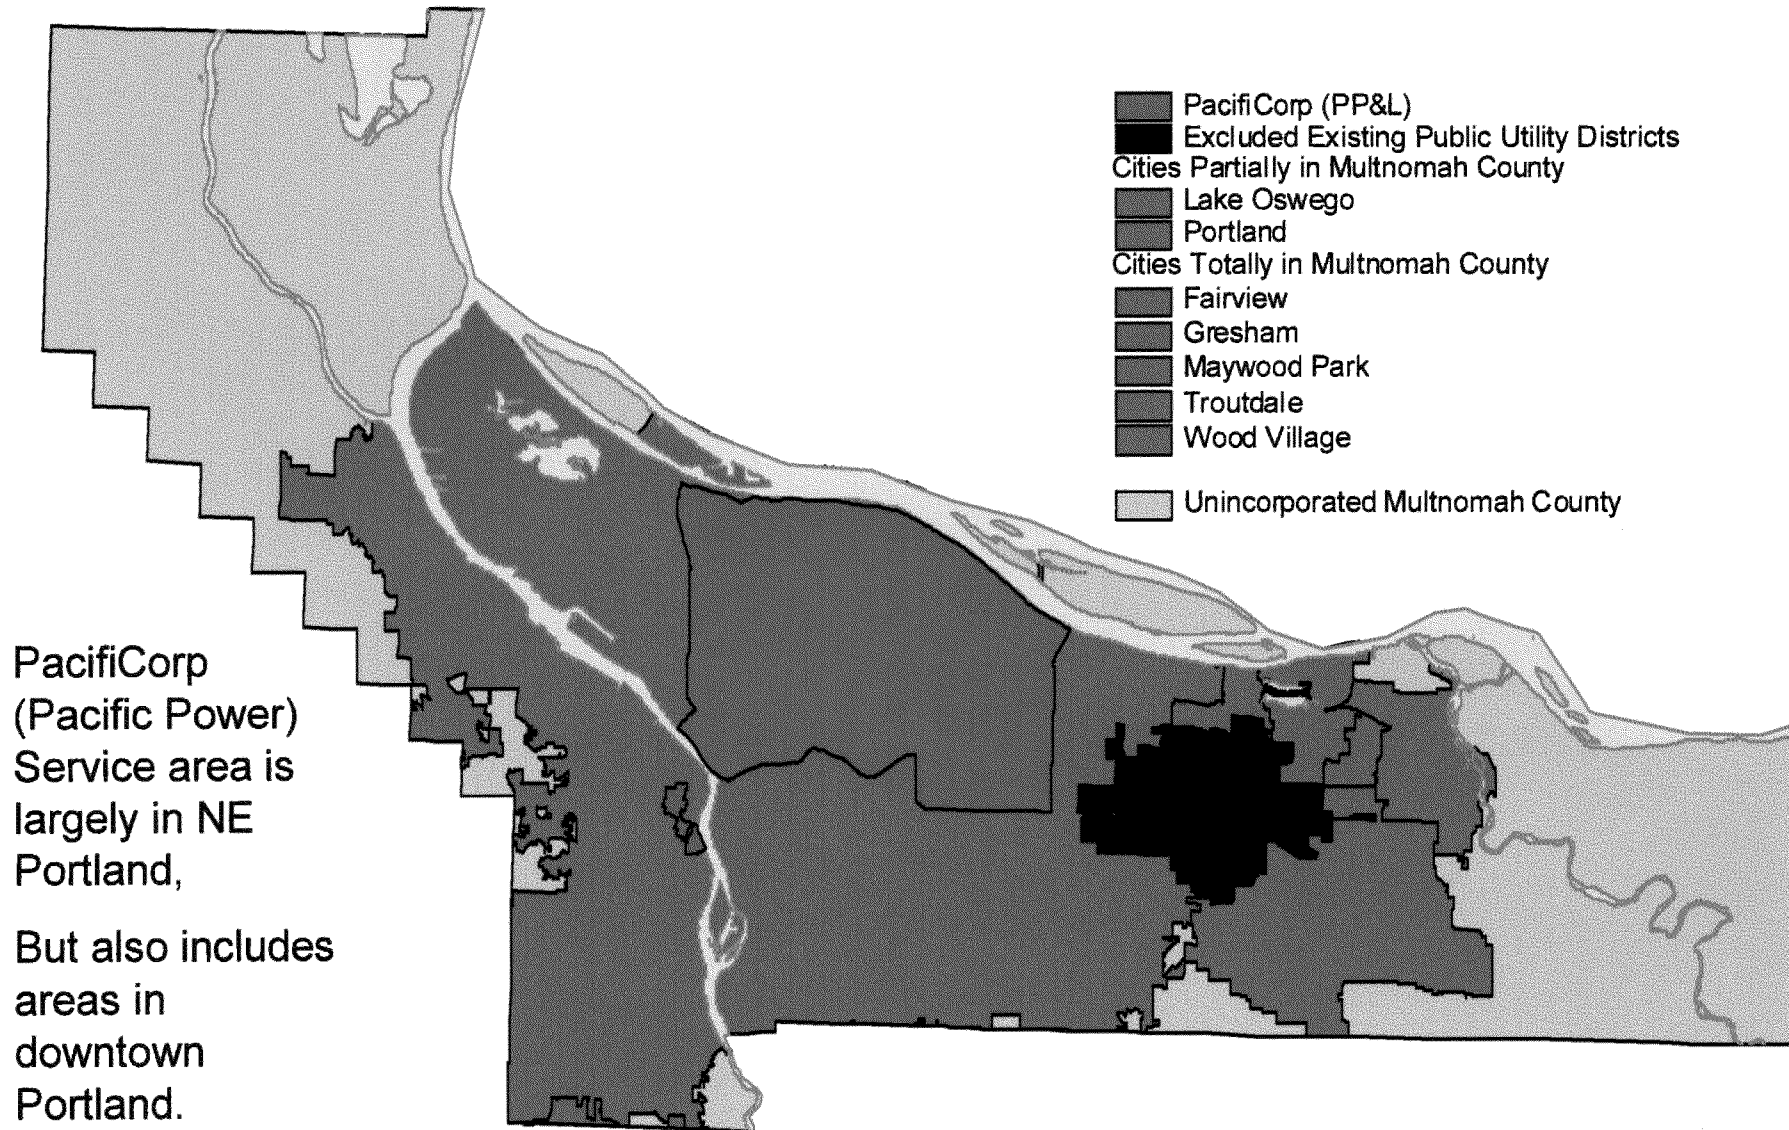 PacifiCorp (PP&L)
Excluded Existing Public Utility Districts
Cities Partially in Multnomah County
Lake Oswego
Portland
Cities Totally in Multnomah County
Fairview
Gresham
Maywood Park
Troutdale
Wood Village
Unincorporated Multnomah County
PacifiCorp
(Pacific Power)
Service area is
largely in NE
Portland,
But also includes
areas in
downtown
Portland.